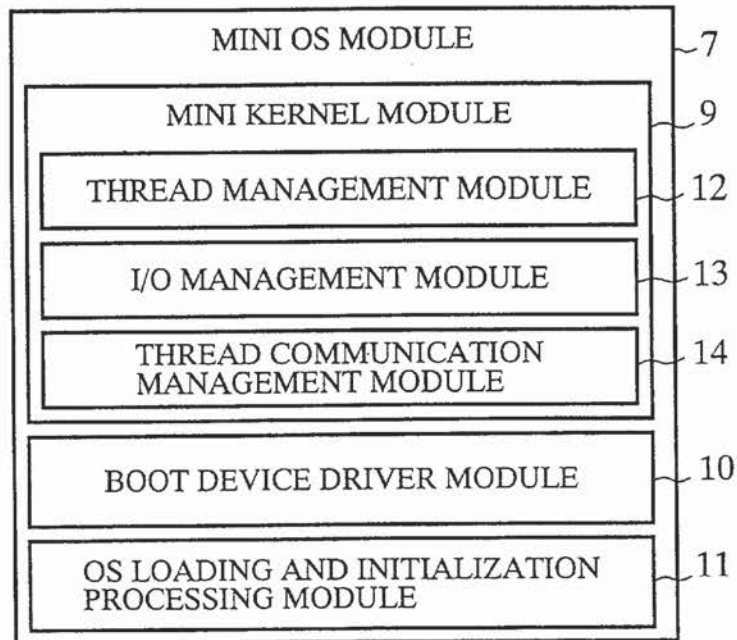 MINI OS MODULE
7
MINI KERNEL MODULE
9
THREAD MANAGEMENT MODULE
12
I/O MANAGEMENT MODULE
13
THREAD COMMUNICATION
MANAGEMENT MODULE
14
BOOT DEVICE DRIVER MODULE
10
OS LOADING AND INITIALIZATION
PROCESSING MODULE
11